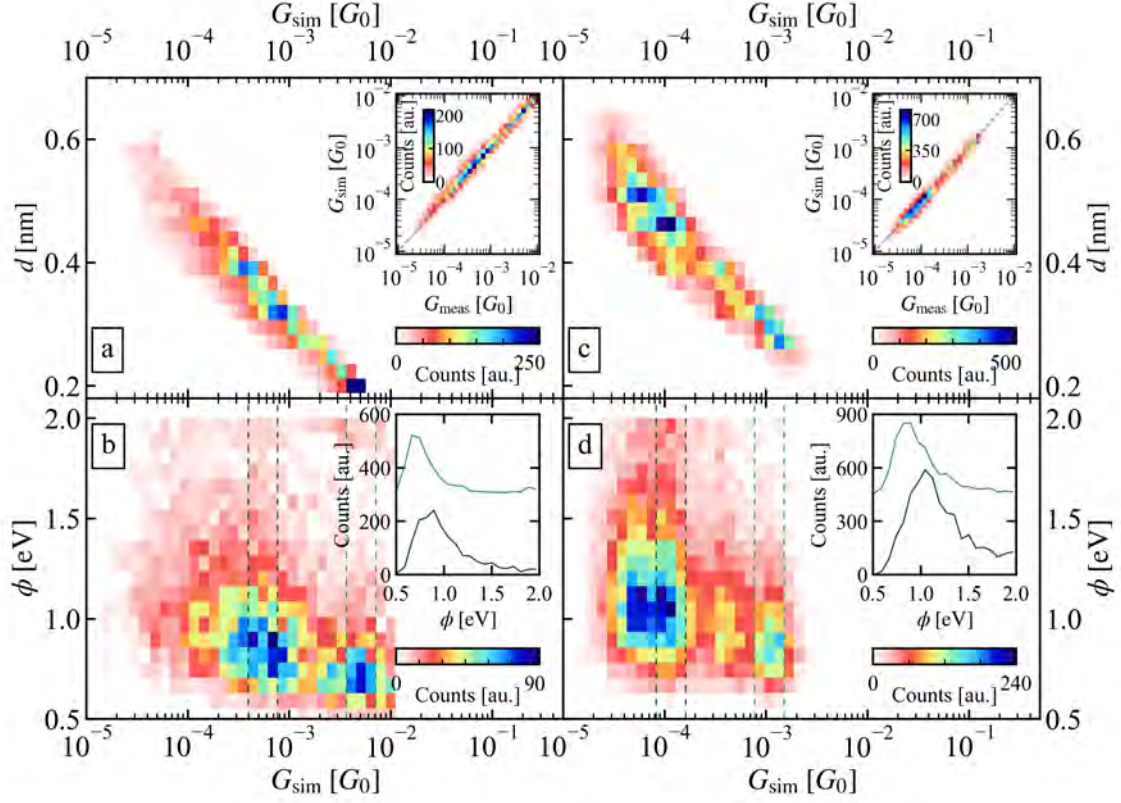 G_sim [G_0] G_sim [G_0]
10^−5 10^−4 10^−3 10^−2 10^−5 10^−4 10^−3 10^−2 10^−1
d [nm]
0.6
0.4
0.2
a
G_sim [G_0]
10^−2
10^−3
10^−4
10^−5
Counts [au.]
200
100
0
10^−5 10^−4 10^−3 10^−2
G_meas [G_0]
0 250
Counts [au.]
c
G_sim [G_0]
10^−2
10^−3
10^−4
10^−5
Counts [au.]
700
350
0
10^−5 10^−4 10^−3 10^−2
G_meas [G_0]
0 500
Counts [au.]
0.6
0.4
0.2
d [nm]
ϕ [eV]
2.0
1.5
1.0
0.5
b
Counts [au.]
600
400
200
0
0.5 1.0 1.5 2.0
ϕ [eV]
0 90
Counts [au.]
d
Counts [au.]
900
600
300
0
0.5 1.0 1.5 2.0
ϕ [eV]
0 240
Counts [au.]
2.0
1.5
1.0
0.5
ϕ [eV]
10^−5 10^−4 10^−3 10^−2 10^−1 10^−5 10^−4 10^−3 10^−2 10^−1
G_sim [G_0] G_sim [G_0]